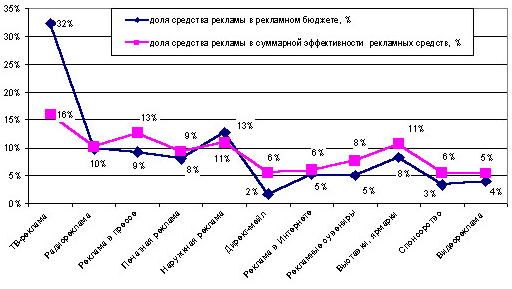 35%
30%
25%
20%
15%
10%
5%
0%
доля средства рекламы в рекламном бюджете, %
доля средства рекламы в суммарной эффективности рекламных средств, %
32%
16%
10%
13%
9%
9%
8%
13%
11%
6%
2%
6%
5%
8%
5%
11%
8%
6%
3%
5%
4%
ТВ-реклама
Радиореклама
Реклама в прессе
Печатная реклама
Наружная реклама
Директ-мейл
Реклама в Интернете
Рекламные сувениры
Выставки, ярмарки
Спонсорство
Видеореклама